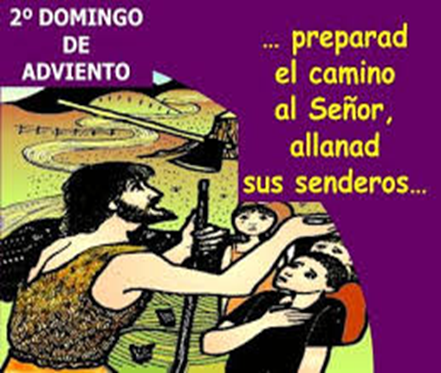 2º DOMINGO
DE
ADVIENTO
... preparad
el camino
al Señor,
allanad
sus senderos...